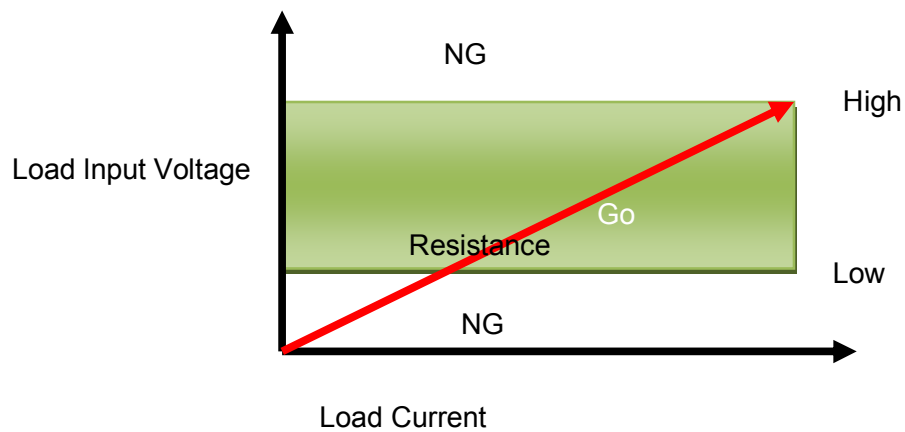 NG
High
Load Input Voltage
Go
Resistance
Low
NG
Load Current